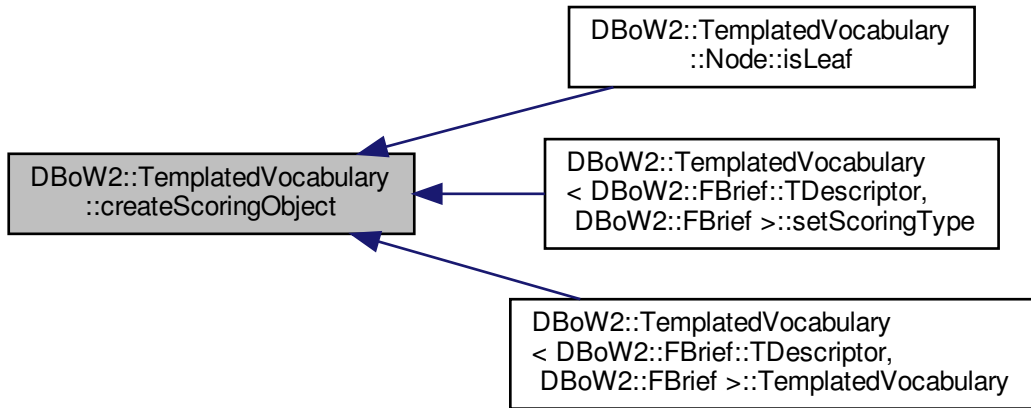 DBoW2::TemplatedVocabulary
::Node::isLeaf
DBoW2::TemplatedVocabulary
::createScoringObject
DBoW2::TemplatedVocabulary
< DBoW2::FBrief::TDescriptor,
DBoW2::FBrief >::setScoringType
DBoW2::TemplatedVocabulary
< DBoW2::FBrief::TDescriptor,
DBoW2::FBrief >::TemplatedVocabulary